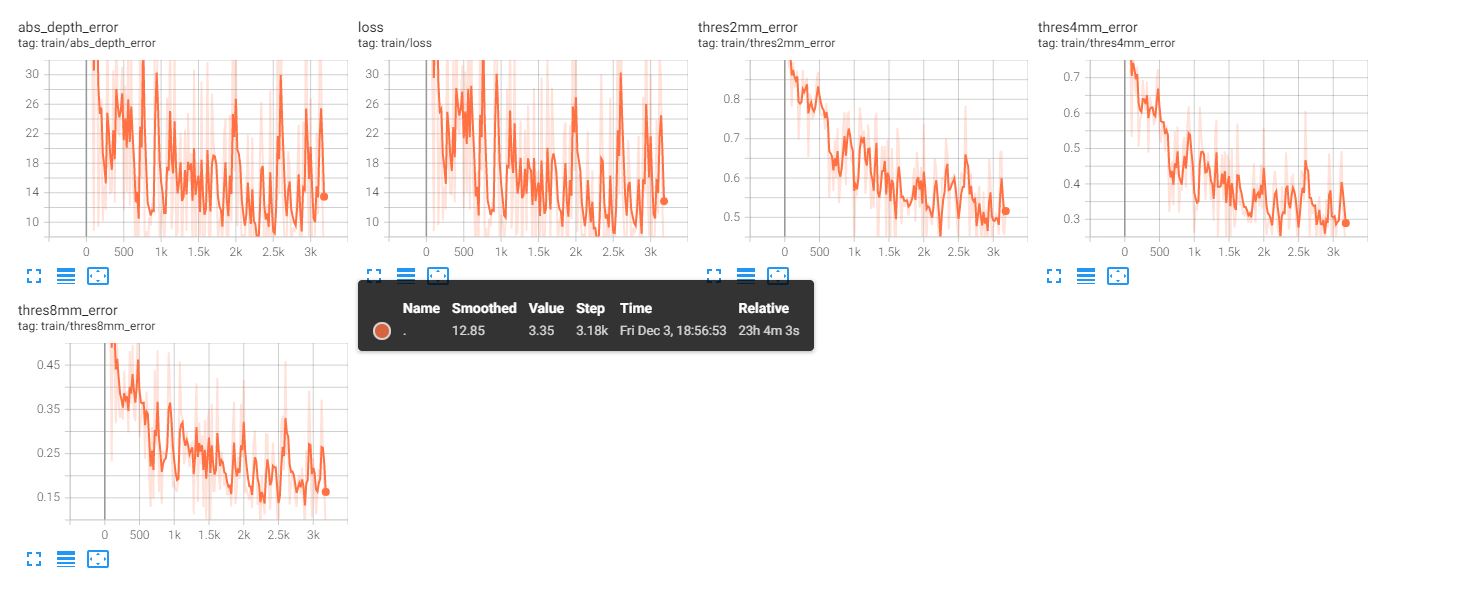 abs_depth_error
tag: train/abs_depth_error
30
26
22
18
14
10
0 500 1k 1.5k 2k 2.5k 3k
loss
tag: train/loss
30
26
22
18
14
10
0 500 1k 1.5k 2k 2.5k 3k
thres2mm_error
tag: train/thres2mm_error
0.8
0.7
0.6
0.5
0 500 1k 1.5k 2k 2.5k 3k
thres4mm_error
tag: train/thres4mm_error
0.7
0.6
0.5
0.4
0.3
0 500 1k 1.5k 2k 2.5k 3k
Name Smoothed Value Step Time Relative
. 12.85 3.35 3.18k Fri Dec 3, 18:56:53 23h 4m 3s
thres8mm_error
tag: train/thres8mm_error
0.45
0.35
0.25
0.15
0 500 1k 1.5k 2k 2.5k 3k